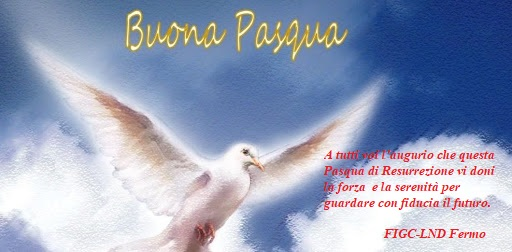 Buona Pasqua
A tutti voi l'augurio che questa
Pasqua di Resurrezione vi doni
la forza e la serenità per
guardare con fiducia il futuro.
FIGC-LND Fermo